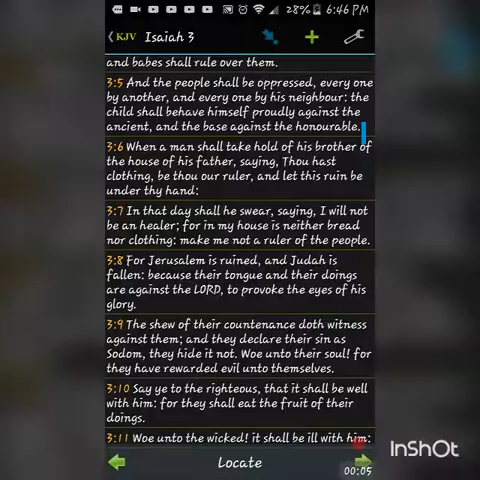 28% 6:46 PM
KJV Isaiah 3
and babes shall rule over them.
3:5 And the people shall be oppressed, every one
by another, and every one by his neighbour: the
child shall behave himself proudly against the
ancient, and the base against the honourable.
3:6 When a man shall take hold of his brother of
the house of his father, saying, Thou hast
clothing, be thou our ruler, and let this ruin be
under thy hand:
3:7 In that day shall he swear, saying, I will not
be an healer; for in my house is neither bread
nor clothing: make me not a ruler of the people.
3:8 For Jerusalem is ruined, and Judah is
fallen: because their tongue and their doings
are against the LORD, to provoke the eyes of his
glory.
3:9 The shew of their countenance doth witness
against them; and they declare their sin as
Sodom, they hide it not. Woe unto their soul! for
they have rewarded evil unto themselves.
3:10 Say ye to the righteous, that it shall be well
with him: for they shall eat the fruit of their
doings.
3:11 Woe unto the wicked! it shall be ill with him:
InShOt
Locate
00:05